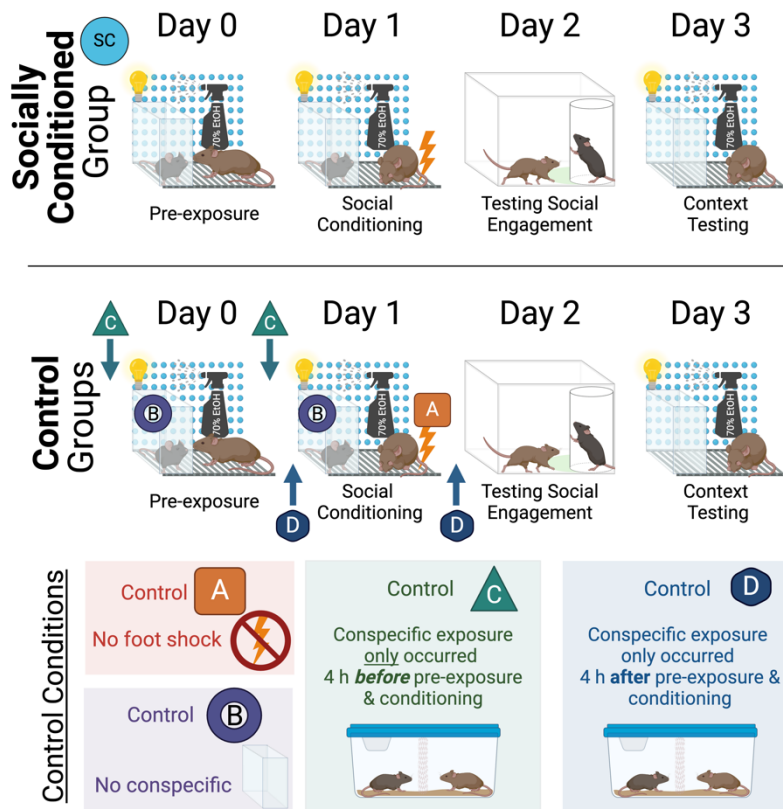 SC
Socially
Conditioned
Group
Day 0
Day 1
Day 2
Day 3
70% EtOH
70% EtOH
70% EtOH
Pre-exposure
Social
Conditioning
Testing Social
Engagement
Context
Testing
Control
Groups
C
Day 0
C
Day 1
Day 2
Day 3
B
70% EtOH
B
70% EtOH
A
70% EtOH
Pre-exposure
D
Social
Conditioning
D
Testing Social
Engagement
Context
Testing
Control Conditions
Control A
No foot shock
Control B
No conspecific
Control C
Conspecific exposure
only occurred
4 h before pre-exposure
& conditioning
Control D
Conspecific exposure
only occurred
4 h after pre-exposure &
conditioning